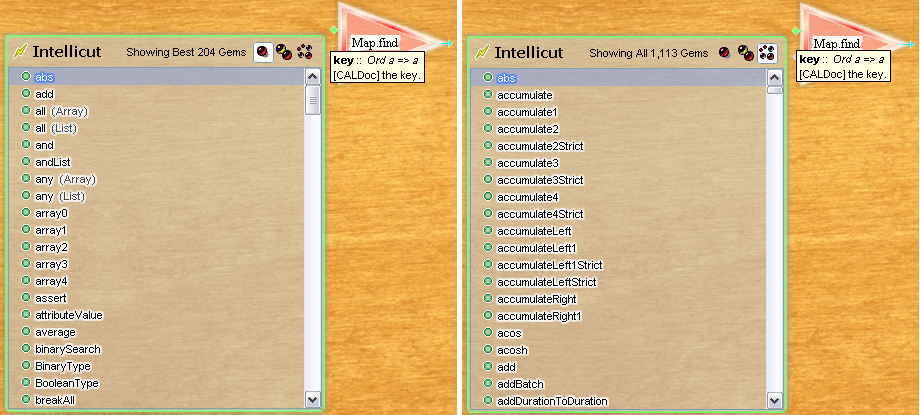 Intellicut Showing Best 204 Gems
abs
add
all (Array)
all (List)
and
andList
any (Array)
any (List)
array0
array1
array2
array3
array4
assert
attributeValue
average
binarySearch
BinaryType
BooleanType
breakAll
Map.find
key :: Ord a => a
[CALDoc] the key.
Intellicut Showing All 1,113 Gems
abs
accumulate
accumulate1
accumulate2
accumulate2Strict
accumulate3
accumulate3Strict
accumulate4
accumulate4Strict
accumulateLeft
accumulateLeft1
accumulateLeft1Strict
accumulateLeftStrict
accumulateRight
accumulateRight1
acos
acosh
add
addBatch
addDurationToDuration
Map.find
key :: Ord a => a
[CALDoc] the key.